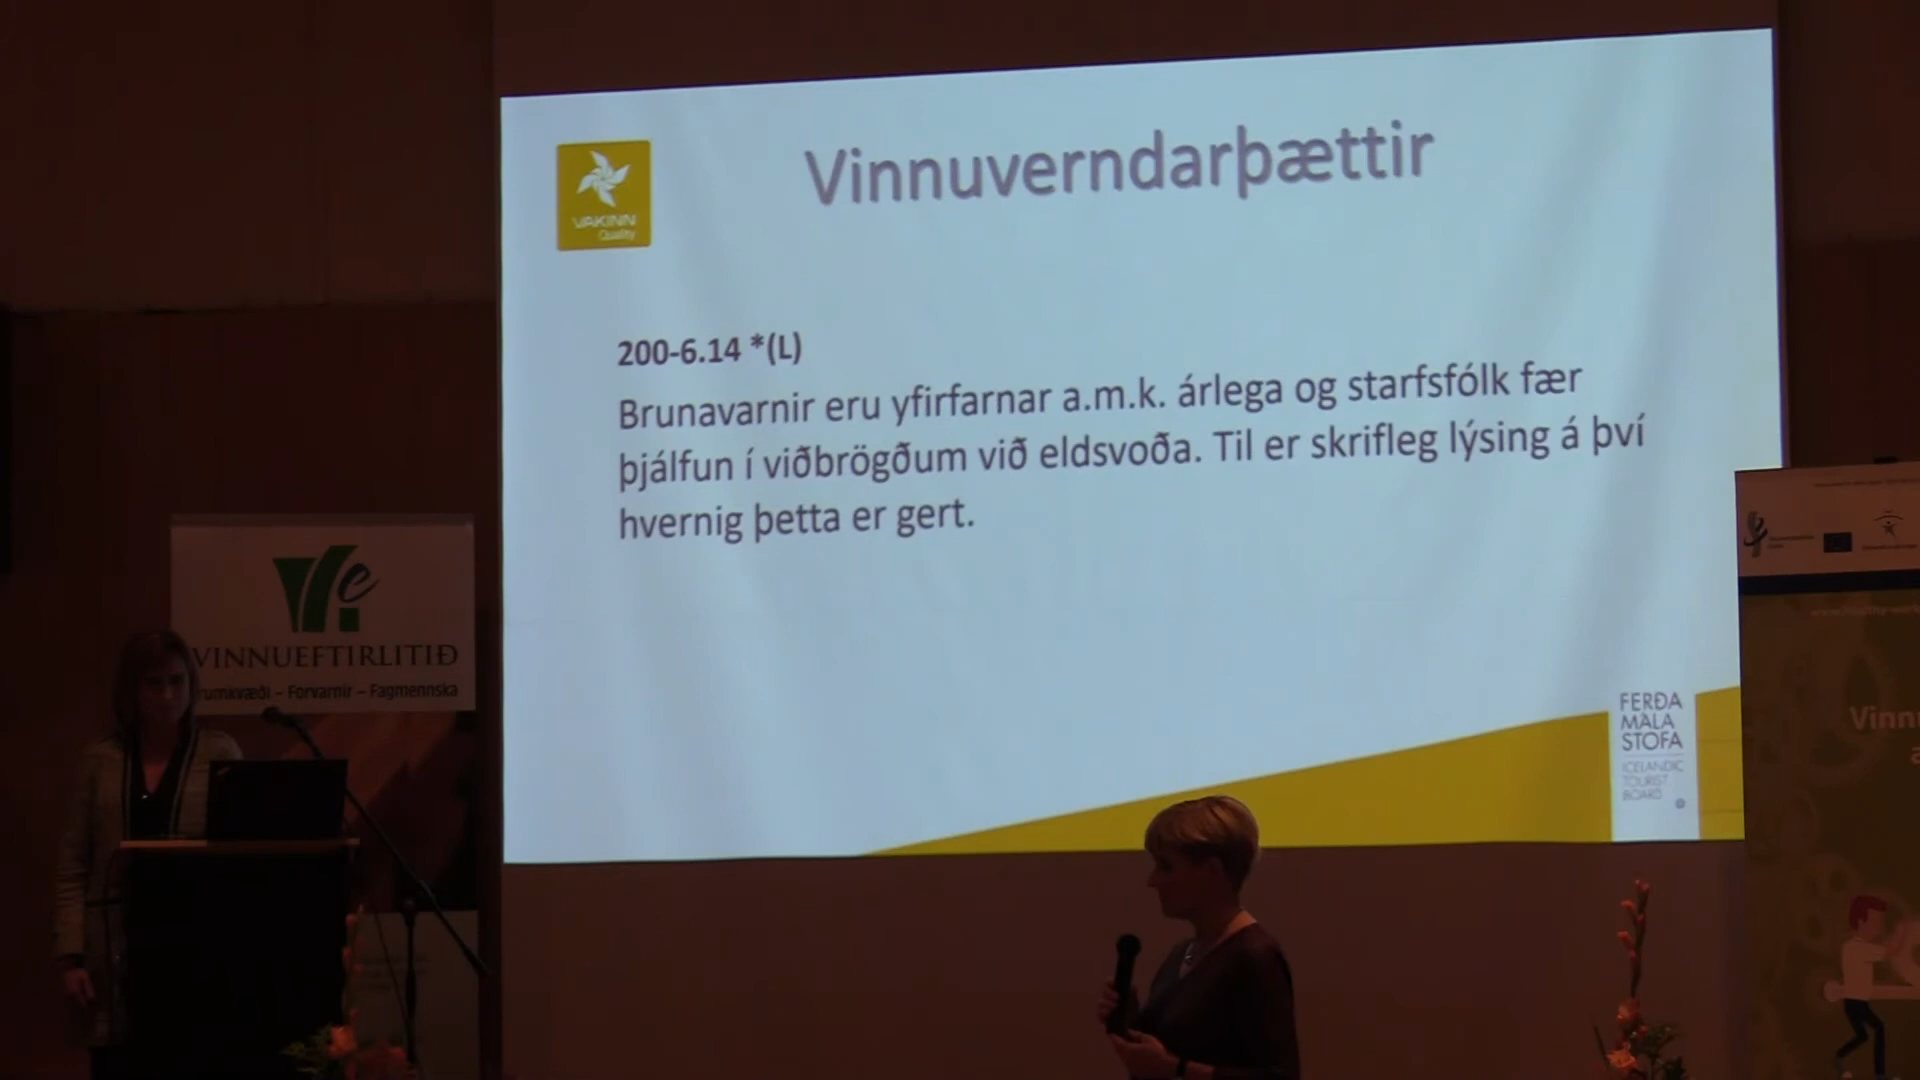 Vinnuverndarþættir
VAKINN
Quality
200-6.14 *(L)
Brunavarnir eru yfirfarnar a.m.k. árlega og starfsfólk fær
þjálfun í viðbrögðum við eldsvoða. Til er skrifleg lýsing á því
hvernig þetta er gert.
VINNUEFTIRLITIÐ
– Forvarnir – Fagmennska
FERÐA
MÁLA
STOFA
ICELANDIC
TOURIST
BOARD